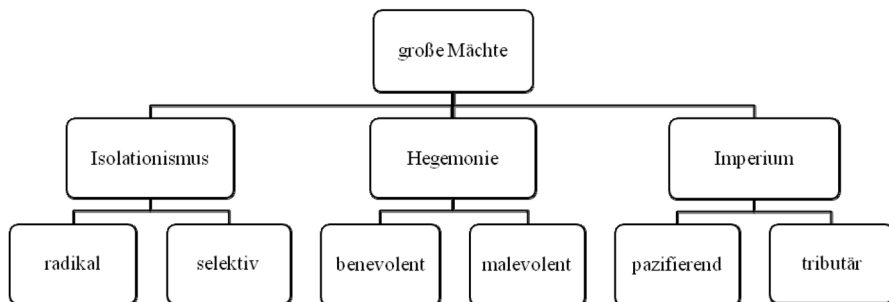 große Mächte
Isolationismus
Hegemonie
Imperium
radikal
selektiv
benevolent
malevolent
pazifierend
tributär